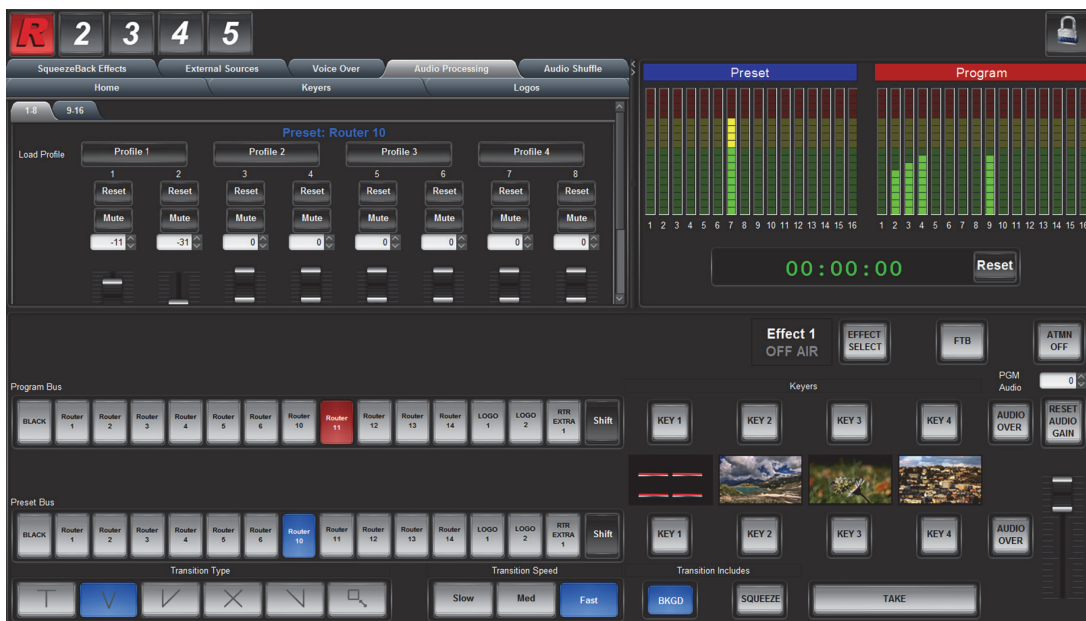 R 2 3 4 5
SqueezeBack Effects External Sources Voice Over Audio Processing Audio Shuffle
Home Keyers Logos
1-8 9-16
Preset: Router 10
Load Profile Profile 1 Profile 2 Profile 3 Profile 4
1 2 3 4 5 6 7 8
Reset Reset Reset Reset Reset Reset Reset Reset
Mute Mute Mute Mute Mute Mute Mute Mute
-11 -31 0 0 0 0 0 0
Preset Program
1 2 3 4 5 6 7 8 9 10 11 12 13 14 15 16 1 2 3 4 5 6 7 8 9 10 11 12 13 14 15 16
00:00:00 Reset
Effect 1
OFF AIR
EFFECT
SELECT
FTB
ATMN
OFF
PGM
Audio
0
Program Bus
Keyers
BLACK
Router
1
Router
2
Router
3
Router
4
Router
5
Router
6
Router
10
Router
11
Router
12
Router
13
Router
14
LOGO
1
LOGO
2
RTR
EXTRA
1
Shift
KEY 1 KEY 2 KEY 3 KEY 4
AUDIO
OVER
RESET
AUDIO
GAIN
Preset Bus
BLACK
Router
1
Router
2
Router
3
Router
4
Router
5
Router
6
Router
10
Router
11
Router
12
Router
13
Router
14
LOGO
1
LOGO
2
RTR
EXTRA
1
Shift
KEY 1 KEY 2 KEY 3 KEY 4
AUDIO
OVER
Transition Type Transition Speed Transition Includes
Slow Med Fast BKGD SQUEEZE TAKE